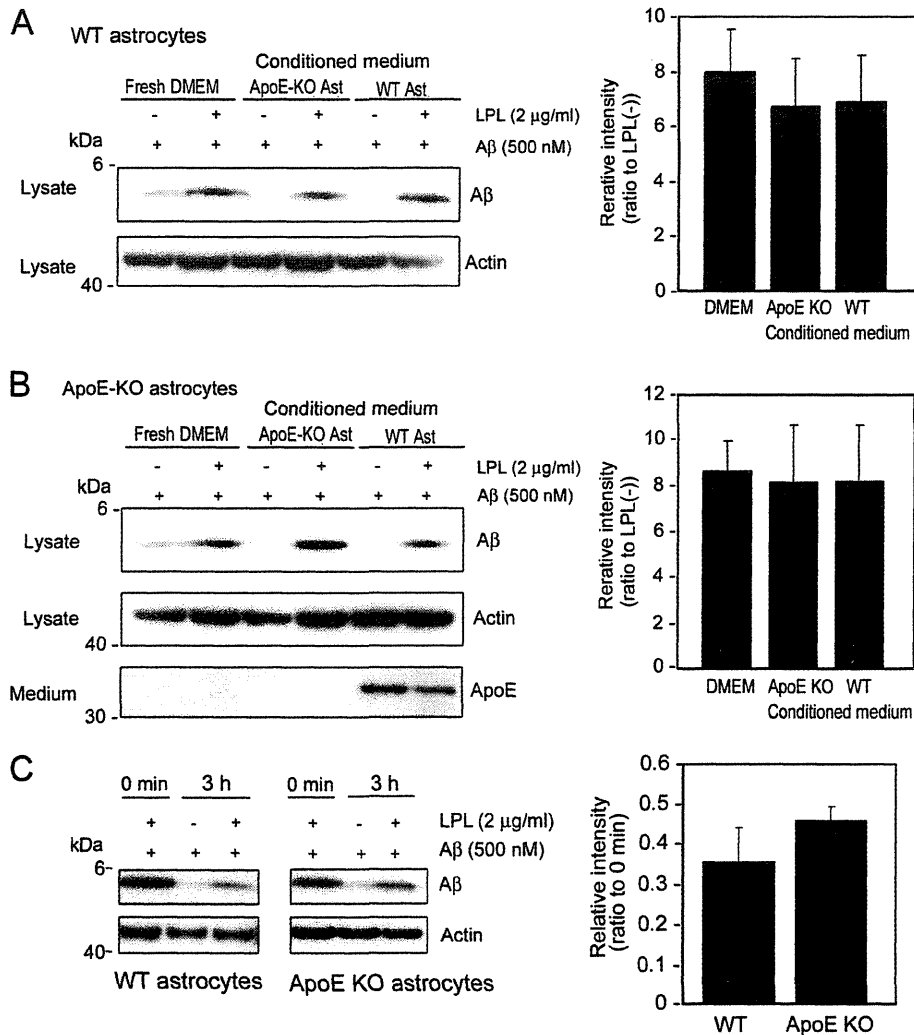 A
WT astrocytes
Conditioned medium
Fresh DMEM ApoE-KO Ast WT Ast
- + - + - + LPL (2 µg/ml)
+ + + + + + Aβ (500 nM)
kDa
6 -
Lysate Aβ
Lysate Actin
40 -
Rerative intensity
(ratio to LPL(-))
10
8
6
4
2
0
DMEM ApoE KO WT
Conditioned medium
B
ApoE-KO astrocytes
Conditioned medium
Fresh DMEM ApoE-KO Ast WT Ast
- + - + - + LPL (2 µg/ml)
+ + + + + + Aβ (500 nM)
kDa
6 -
Lysate Aβ
Lysate Actin
40 -
Medium ApoE
30 -
Rerative intensity
(ratio to LPL(-))
12
10
8
6
4
2
0
DMEM ApoE KO WT
Conditioned medium
C
0 min 3 h 0 min 3 h
+ - + + - + LPL (2 µg/ml)
+ + + + + + Aβ (500 nM)
kDa
6-
Aβ
Actin
40 -
WT astrocytes ApoE KO astrocytes
Relative intensity
(ratio to 0 min)
0.6
0.5
0.4
0.3
0.2
0.1
0
WT ApoE KO